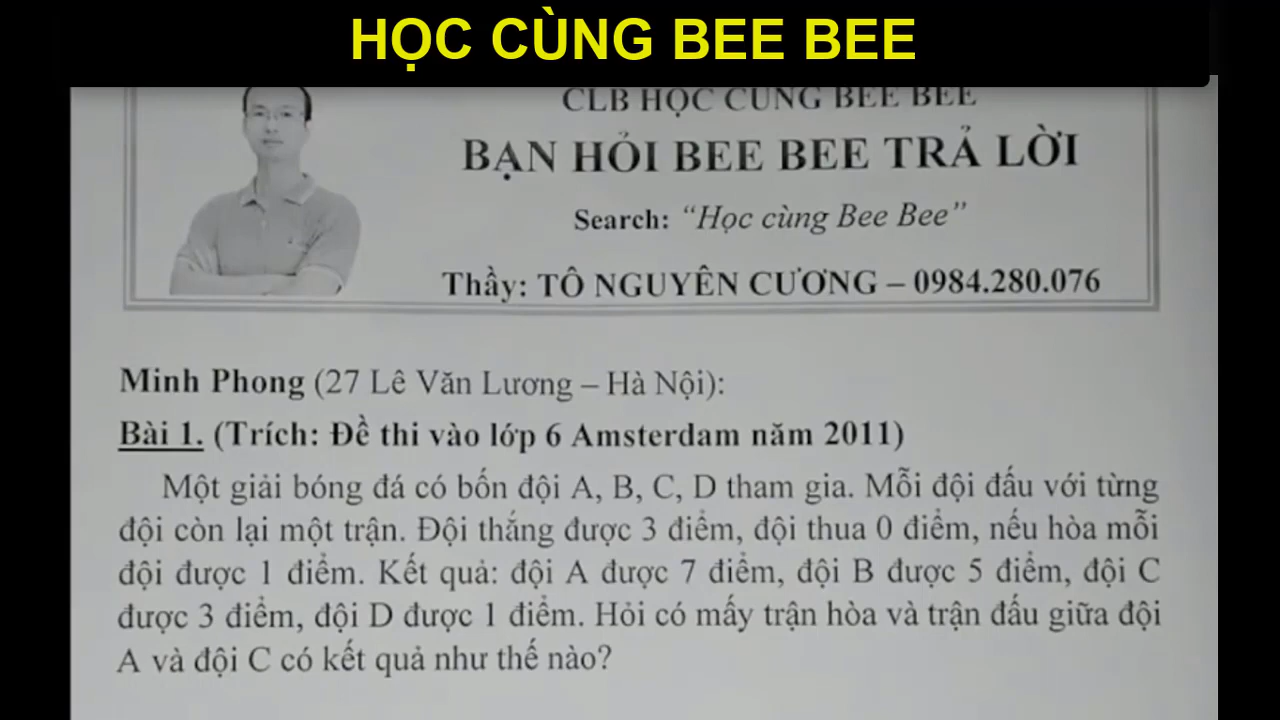 HỌC CÙNG BEE BEE
CLB HỌC CÙNG BEE BEE
BẠN HỎI BEE BEE TRẢ LỜI
Search: “Học cùng Bee Bee”
Thầy: TÔ NGUYÊN CƯƠNG – 0984.280.076
Minh Phong (27 Lê Văn Lương – Hà Nội):
Bài 1. (Trích: Đề thi vào lớp 6 Amsterdam năm 2011)
Một giải bóng đá có bốn đội A, B, C, D tham gia. Mỗi đội đấu với từng
đội còn lại một trận. Đội thắng được 3 điểm, đội thua 0 điểm, nếu hòa mỗi
đội được 1 điểm. Kết quả: đội A được 7 điểm, đội B được 5 điểm, đội C
được 3 điểm, đội D được 1 điểm. Hỏi có mấy trận hòa và trận đấu giữa đội
A và đội C có kết quả như thế nào?